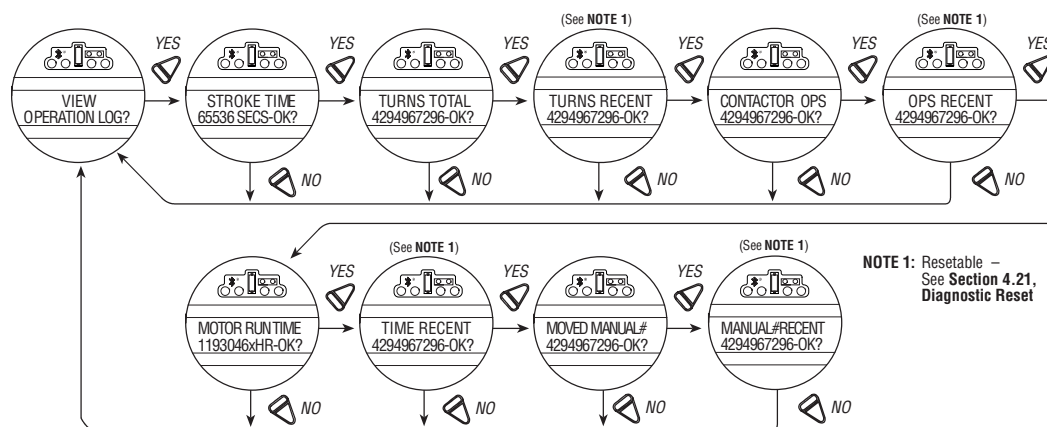 (See NOTE 1)
(See NOTE 1)
YES
YES
YES
YES
YES
YES
VIEW
OPERATION LOG?
STROKE TIME
65536 SECS-OK?
TURNS TOTAL
4294967296-OK?
TURNS RECENT
4294967296-OK?
CONTACTOR OPS
4294967296-OK?
OPS RECENT
4294967296-OK?
NO
NO
NO
NO
NO
(See NOTE 1)
(See NOTE 1)
NOTE 1: Resetable –
See Section 4.21,
Diagnostic Reset
YES
YES
YES
MOTOR RUNTIME
1193046xHR-OK?
TIME RECENT
4294967296-OK?
MOVED MANUAL#
4294967296-OK?
MANUAL#RECENT
4294967296-OK?
NO
NO
NO
NO